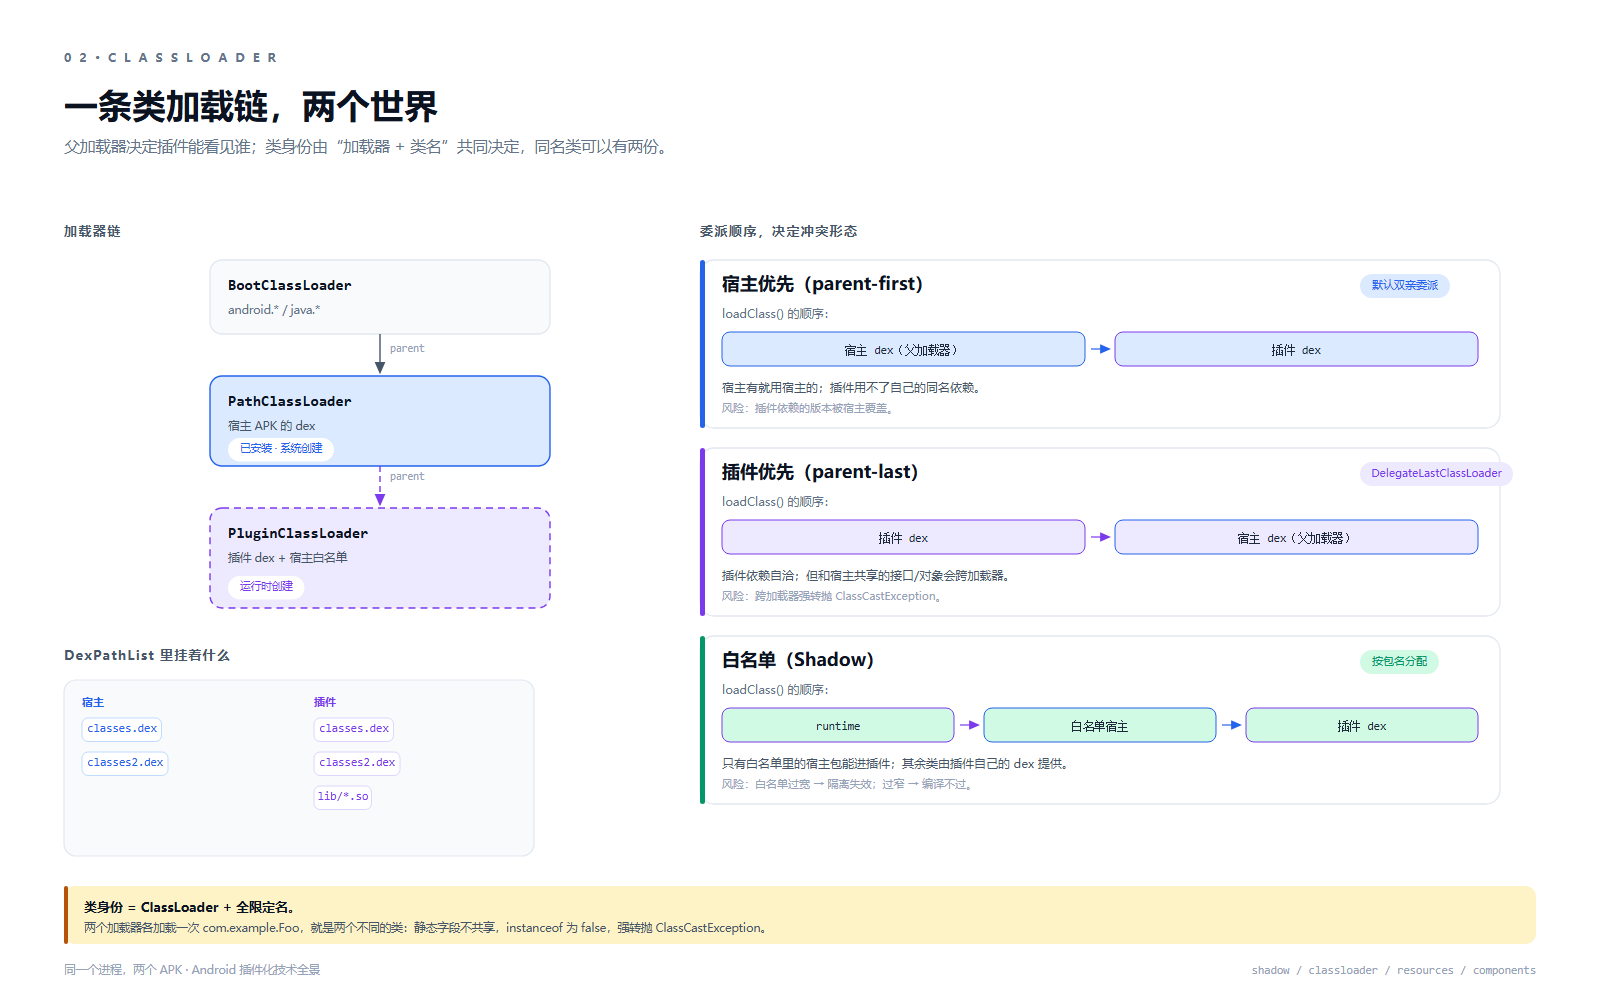 02·CLASSLOADER
一条类加载链，两个世界
父加载器决定插件能看见谁；类身份由“加载器 + 类名”共同决定，同名类可以有两份。
加载器链
BootClassLoader
android.* / java.*
parent
PathClassLoader
宿主 APK 的 dex
已安装 · 系统创建
parent
PluginClassLoader
插件 dex + 宿主白名单
运行时创建
DexPathList 里挂着什么
宿主
classes.dex
classes2.dex
插件
classes.dex
classes2.dex
lib/*.so
委派顺序，决定冲突形态
宿主优先（parent-first）
默认双亲委派
loadClass() 的顺序：
宿主 dex（父加载器）
插件 dex
宿主有就用宿主的；插件用不了自己的同名依赖。
风险：插件依赖的版本被宿主覆盖。
插件优先（parent-last）
DelegateLastClassLoader
loadClass() 的顺序：
插件 dex
宿主 dex（父加载器）
插件依赖自洽；但和宿主共享的接口/对象会跨加载器。
风险：跨加载器强转抛 ClassCastException。
白名单（Shadow）
按包名分配
loadClass() 的顺序：
runtime
白名单宿主
插件 dex
只有白名单里的宿主包能进插件；其余类由插件自己的 dex 提供。
风险：白名单过宽 → 隔离失效；过窄 → 编译不过。
类身份 = ClassLoader + 全限定名。
两个加载器各加载一次 com.example.Foo，就是两个不同的类：静态字段不共享，instanceof 为 false，强转抛 ClassCastException。
同一个进程，两个 APK · Android 插件化技术全景
shadow / classloader / resources / components